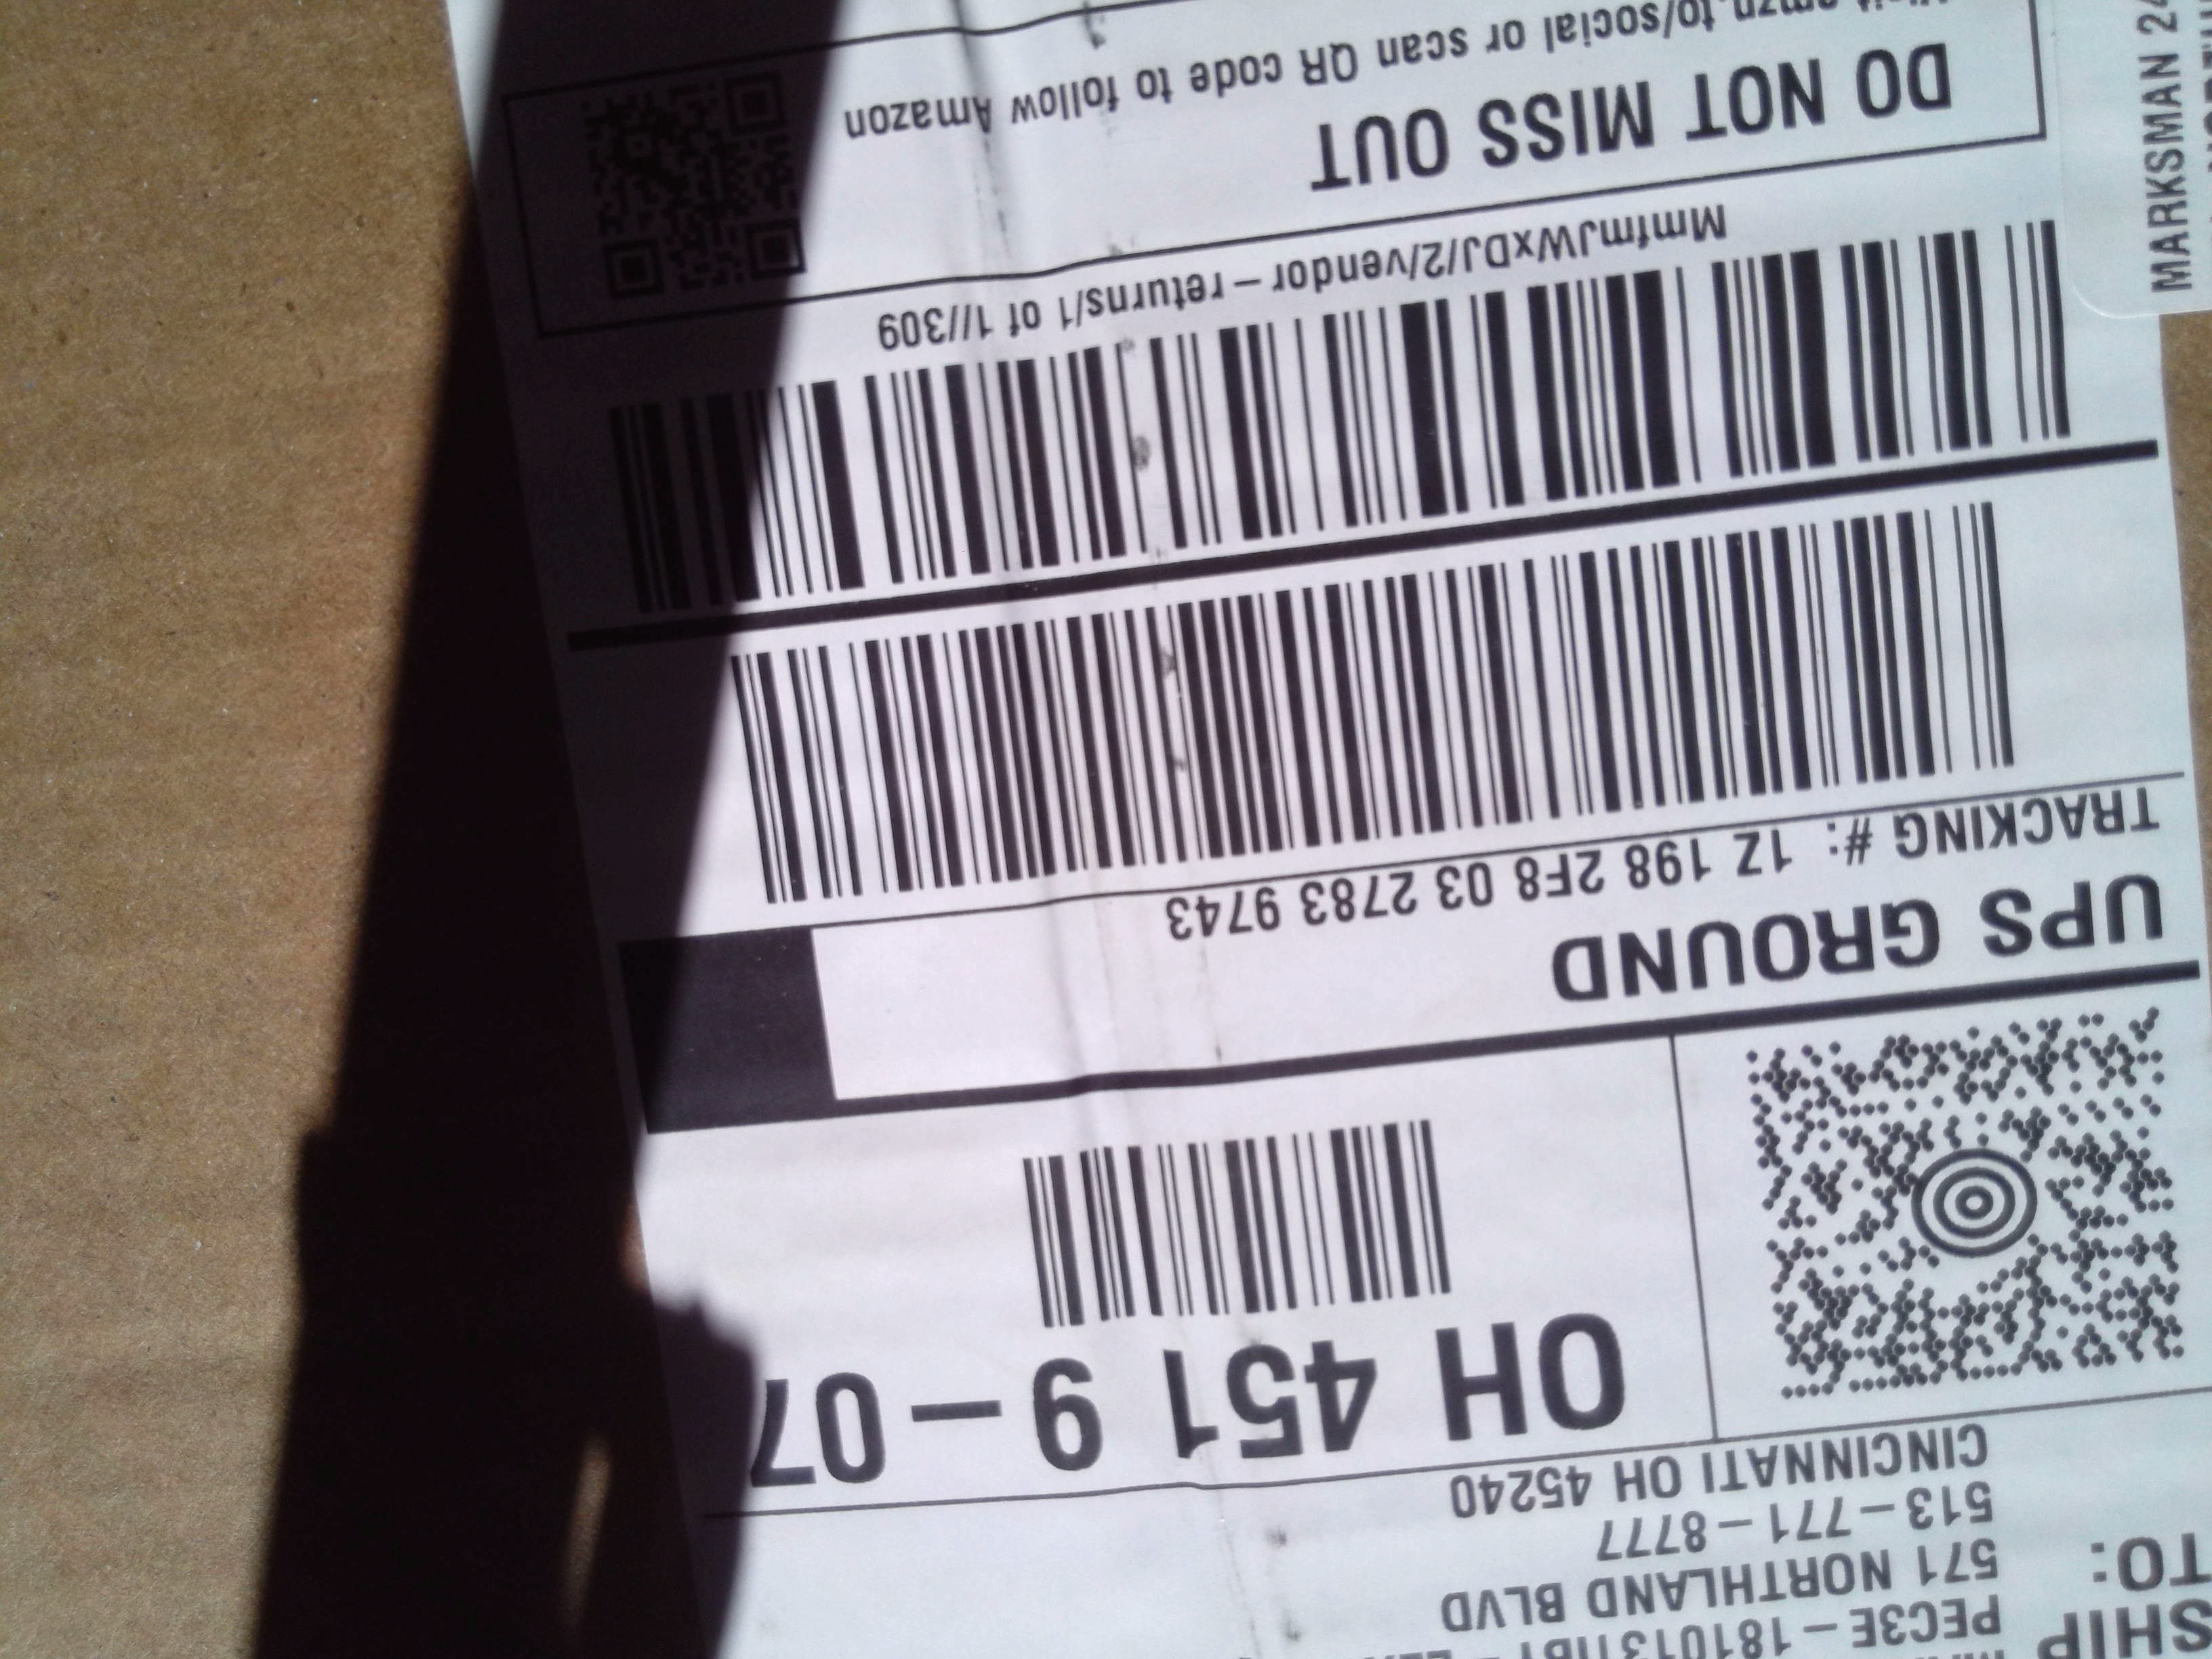 SHIP
TO:
571 NORTHLAND BLVD
513-771-8777
CINCINNATI OH 45240
OH 451 9-07
UPS GROUND
TRACKING #: 1Z 198 2F8 03 2783 9743
MmfmJWxDJ/2/vendor-returns/1 of 1//309
DO NOT MISS OUT
to/social or scan QR code to follow Amazon
MARKSMAN